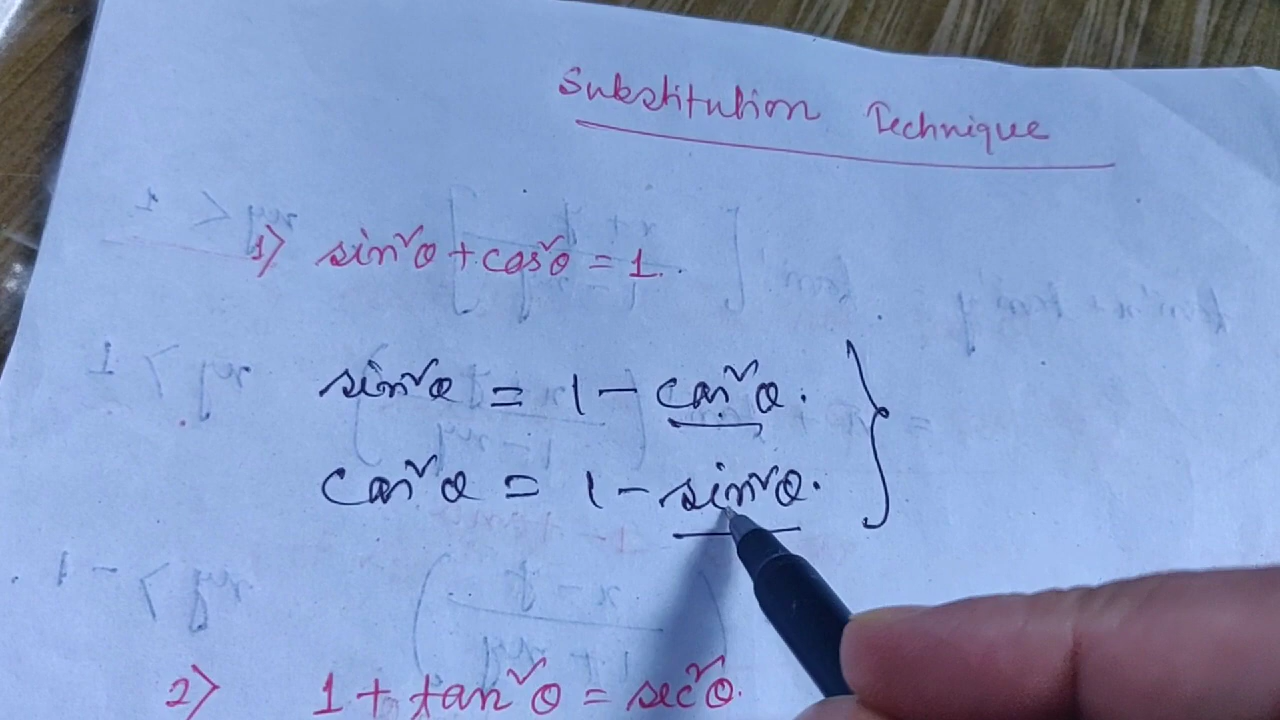 Substitution Technique
1) sin²θ + cos²θ = 1.
sin²θ = 1 - cos²θ.
cos²θ = 1 - sin²θ.
2) 1 + tan²θ = sec²θ.